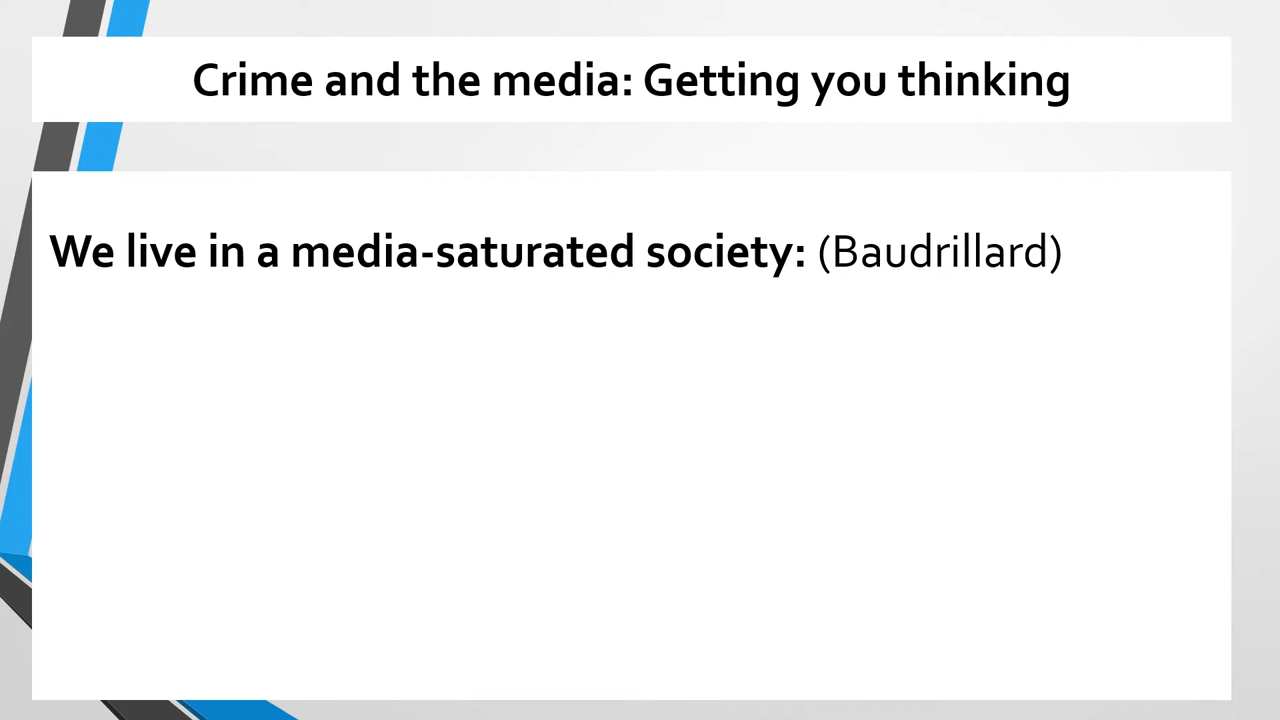 Crime and the media: Getting you thinking
We live in a media-saturated society: (Baudrillard)